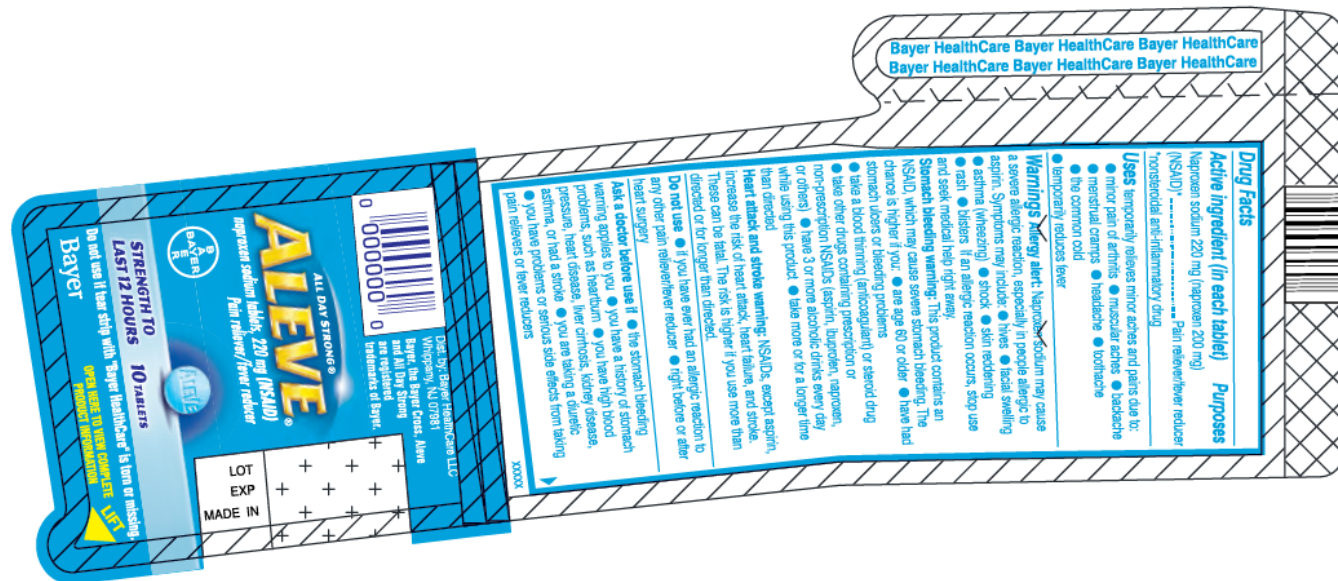 Bayer HealthCare Bayer HealthCare Bayer HealthCare
Bayer HealthCare Bayer HealthCare Bayer HealthCare
Drug Facts
Active ingredient (in each tablet) Purposes
Naproxen sodium 220 mg (naproxen 200 mg)
(NSAID)* Pain reliever/fever reducer
*nonsteroidal anti-inflammatory drug
Uses temporarily relieves minor aches and pains due to:
● minor pain of arthritis ● muscular aches ● backache
● menstrual cramps ● headache ● toothache
● the common cold
● temporarily reduces fever
Warnings Allergy alert: Naproxen sodium may cause
a severe allergic reaction, especially in people allergic to
aspirin. Symptoms may include: ● hives ● facial swelling
● asthma (wheezing) ● shock ● skin reddening
● rash ● blisters If an allergic reaction occurs, stop use
and seek medical help right away.
Stomach bleeding warning: This product contains an
NSAID, which may cause severe stomach bleeding. The
chance is higher if you: ● are age 60 or older ● have had
stomach ulcers or bleeding problems
● take a blood thinning (anticoagulant) or steroid drug
● take other drugs containing prescription or
non-prescription NSAIDs (aspirin, ibuprofen, naproxen,
or others) ● have 3 or more alcoholic drinks every day
while using this product ● take more or for a longer time
than directed
Heart attack and stroke warning: NSAIDs, except aspirin,
increase the risk of heart attack, heart failure, and stroke.
These can be fatal. The risk is higher if you use more than
directed or for longer than directed.
Do not use ● if you have ever had an allergic reaction to
any other pain reliever/fever reducer ● right before or after
heart surgery
Ask a doctor before use if ● the stomach bleeding
warning applies to you ● you have a history of stomach
problems, such as heartburn ● you have high blood
pressure, heart disease, liver cirrhosis, kidney disease,
asthma, or had a stroke ● you are taking a diuretic
● you have problems or serious side effects from taking
pain relievers or fever reducers
XXXXX
Dist. by: Bayer HealthCare LLC
Whippany, NJ 07981
Bayer, the Bayer Cross, Aleve
and All Day Strong
are registered
trademarks of Bayer.
0 000000 0
0 0
LOT
EXP
MADE IN
ALL DAY STRONG®
ALEVE®
naproxen sodium tablets, 220 mg (NSAID)
Pain reliever/fever reducer
BAYER
BAYER
ALEVE
STRENGTH TO
LAST 12 HOURS 10 TABLETS
Do not use if tear strip with "Bayer HealthCare" is torn or missing.
Bayer
OPEN HERE TO VIEW COMPLETE
PRODUCT INFORMATION
LIFT